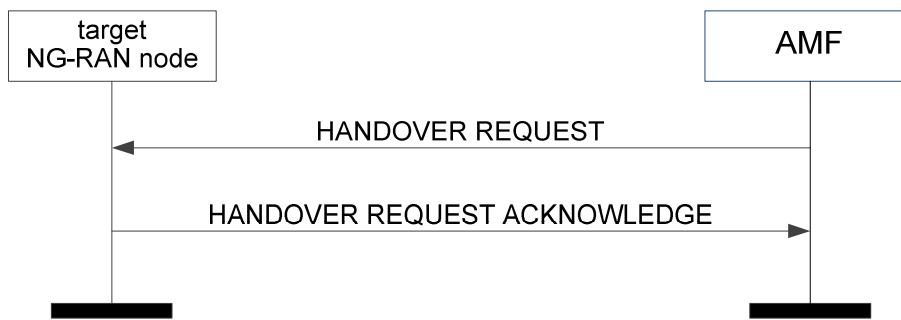 target
NG-RAN node
AMF
HANDOVER REQUEST
HANDOVER REQUEST ACKNOWLEDGE